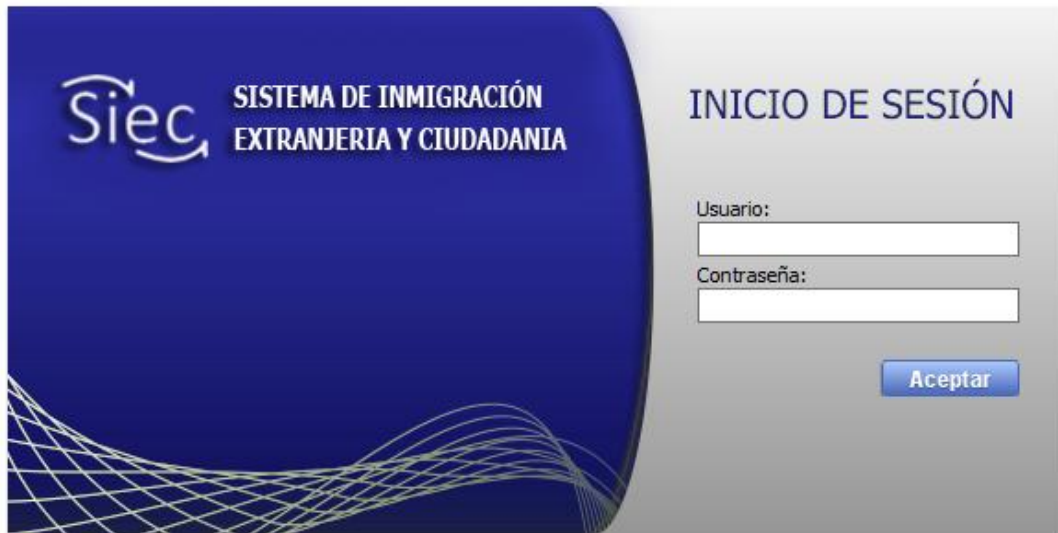 Siec
SISTEMA DE INMIGRACIÓN
EXTRANJERIA Y CIUDADANIA
INICIO DE SESIÓN
Usuario:
Contraseña:
Aceptar